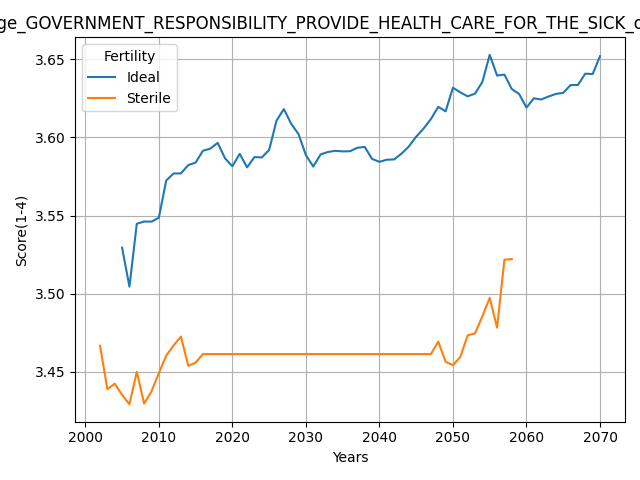 ge_GOVERNMENT_RESPONSIBILITY_PROVIDE_HEALTH_CARE_FOR_THE_SICK_o
Fertility
Ideal
Sterile
Score(1-4)
3.65
3.60
3.55
3.50
3.45
2000 2010 2020 2030 2040 2050 2060 2070
Years